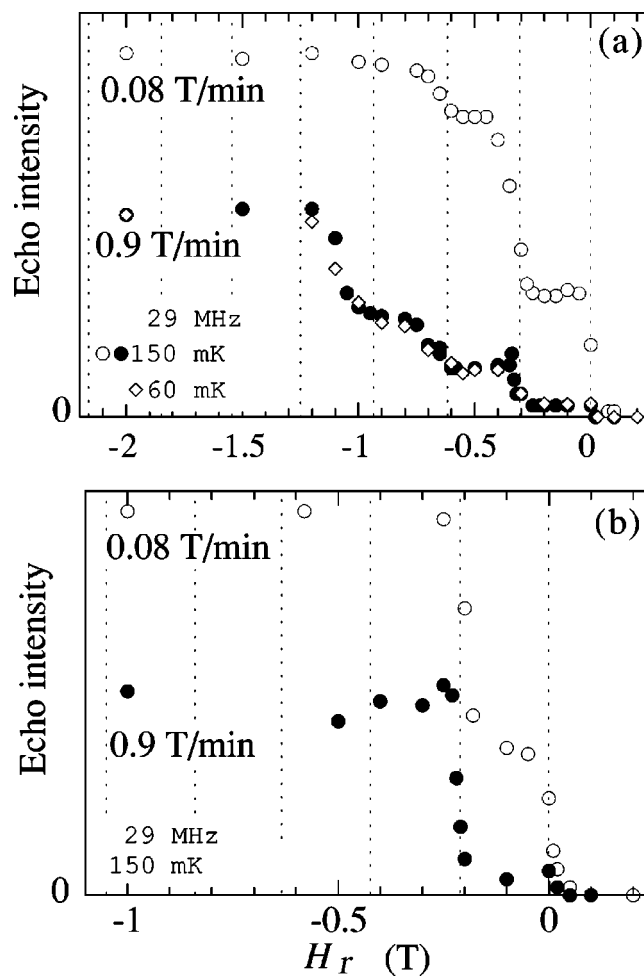 (a)
0.08 T/min
Echo intensity
0.9 T/min
29 MHz
150 mK
60 mK
0
-2 -1.5 -1 -0.5 0
(b)
0.08 T/min
Echo intensity
0.9 T/min
29 MHz
150 mK
0
-1 -0.5 0
H r (T)